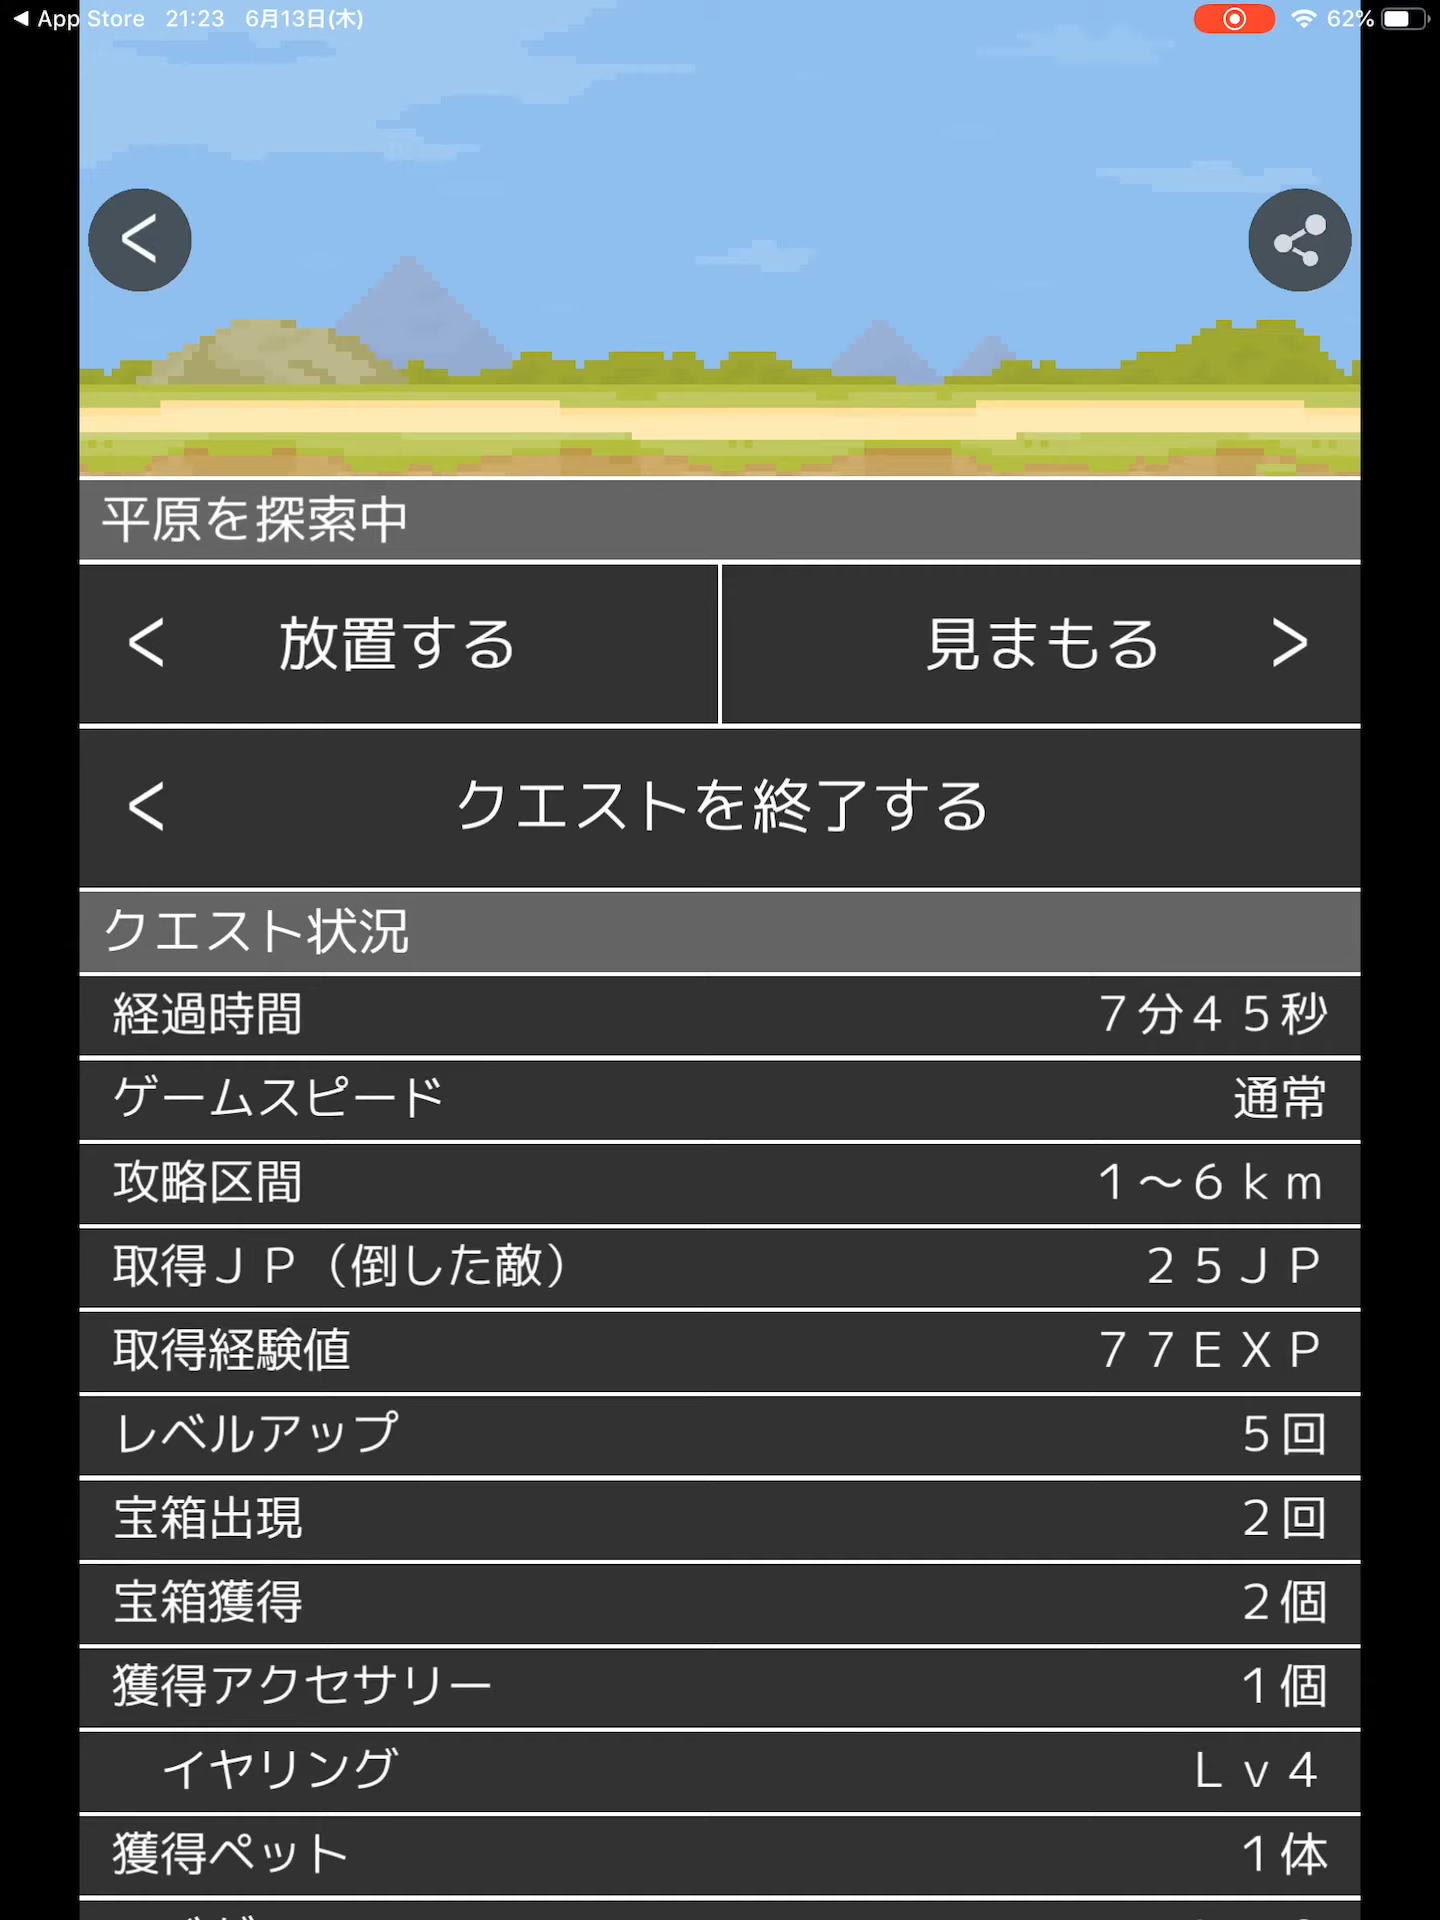 ◀ App Store 21:23 6月13日(木) 62%
平原を探索中
< 放置する 見まもる >
< クエストを終了する
クエスト状況
経過時間 7分45秒
ゲームスピード 通常
攻略区間 1〜6km
取得JP（倒した敵） 25JP
取得経験値 77EXP
レベルアップ 5回
宝箱出現 2回
宝箱獲得 2個
獲得アクセサリー 1個
イヤリング Lv4
獲得ペット 1体